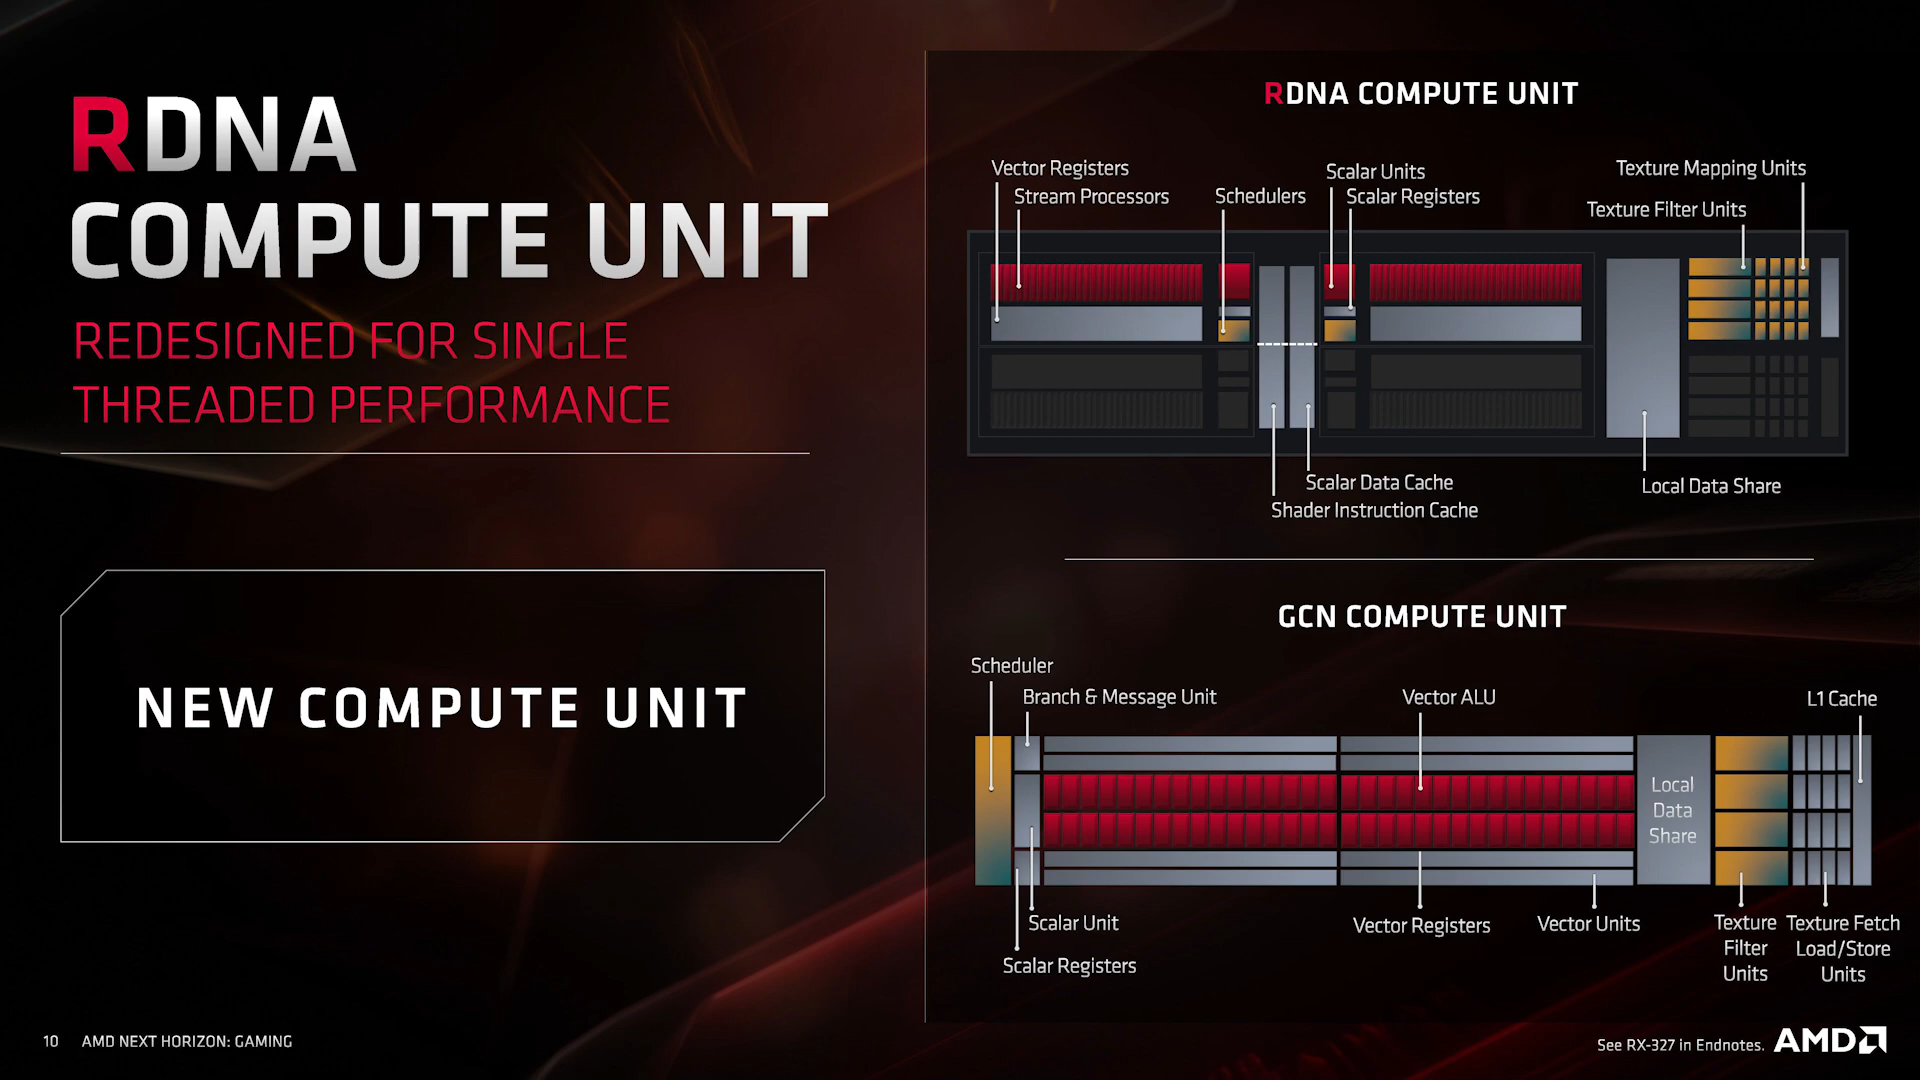 RDNA
COMPUTE UNIT
REDESIGNED FOR SINGLE
THREADED PERFORMANCE
NEW COMPUTE UNIT
RDNA COMPUTE UNIT
Vector Registers
Stream Processors
Schedulers
Scalar Units
Scalar Registers
Texture Mapping Units
Texture Filter Units
Scalar Data Cache
Shader Instruction Cache
Local Data Share
GCN COMPUTE UNIT
Scheduler
Branch & Message Unit
Vector ALU
L1 Cache
Local
Data
Share
Scalar Unit
Scalar Registers
Vector Registers
Vector Units
Texture
Filter
Units
Texture Fetch
Load/Store
Units
10 AMD NEXT HORIZON: GAMING
See RX-327 in Endnotes.
AMD